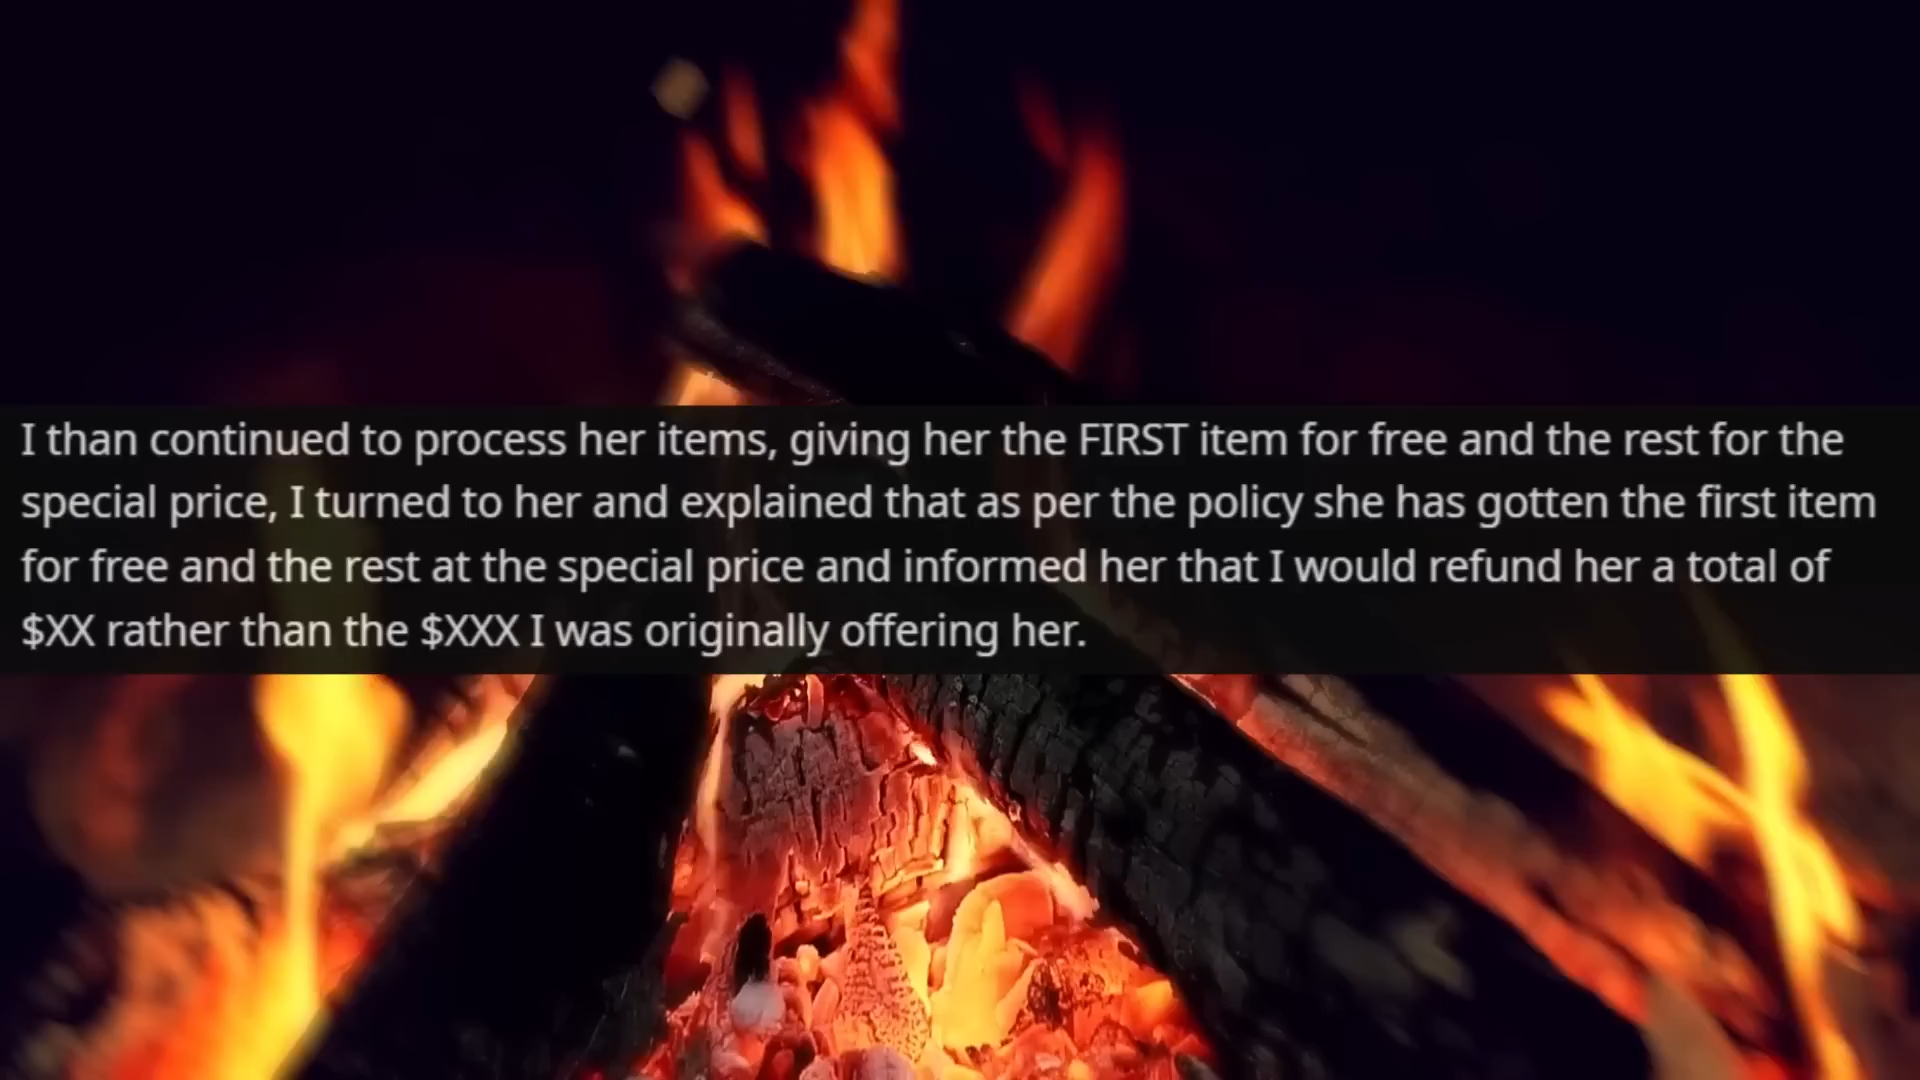 I than continued to process her items, giving her the FIRST item for free and the rest for the
special price, I turned to her and explained that as per the policy she has gotten the first item
for free and the rest at the special price and informed her that I would refund her a total of
$XX rather than the $XXX I was originally offering her.